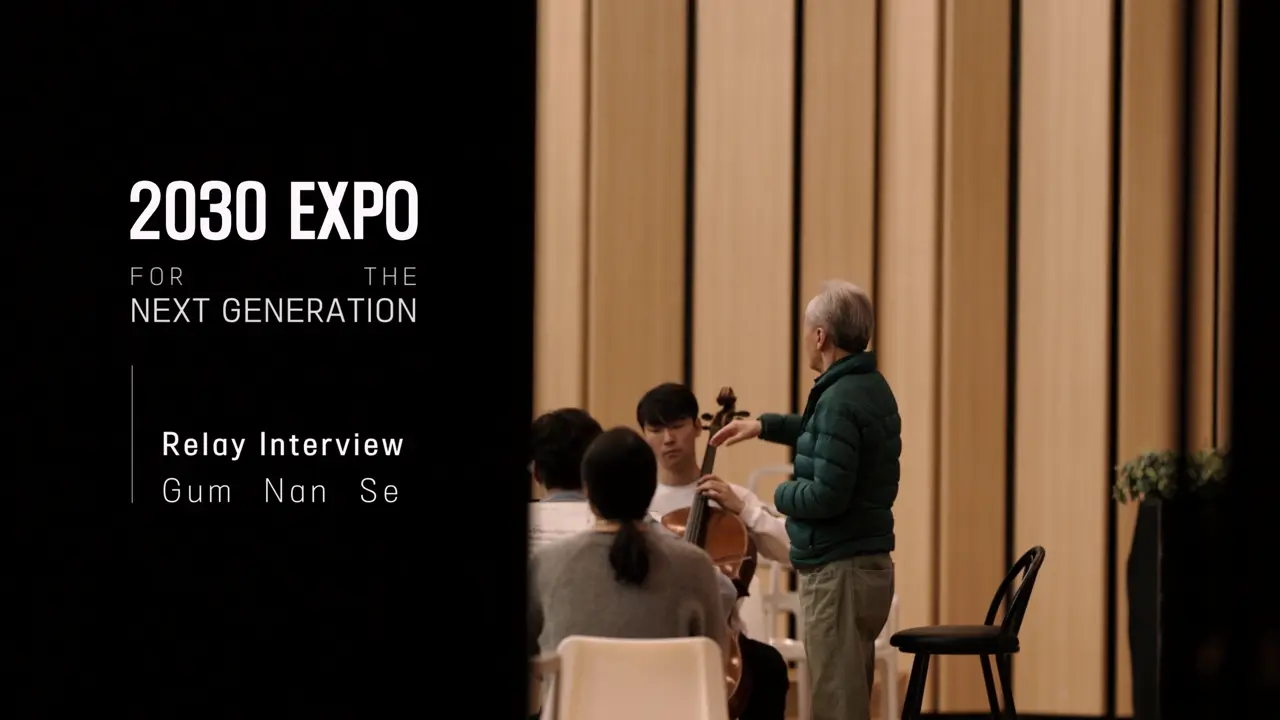 2030 EXPO
FOR THE
NEXT GENERATION
Relay Interview
Gum Nan Se